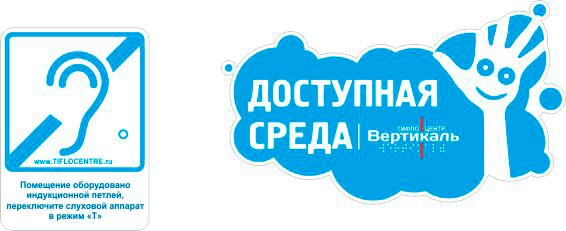 www.TIFLOCENTRE.ru
Помещение оборудовано
индукционной петлей,
переключите слуховой аппарат
в режим «Т»
ДОСТУПНАЯ
СРЕДА
ТИФЛО ЦЕНТР
Вертикаль